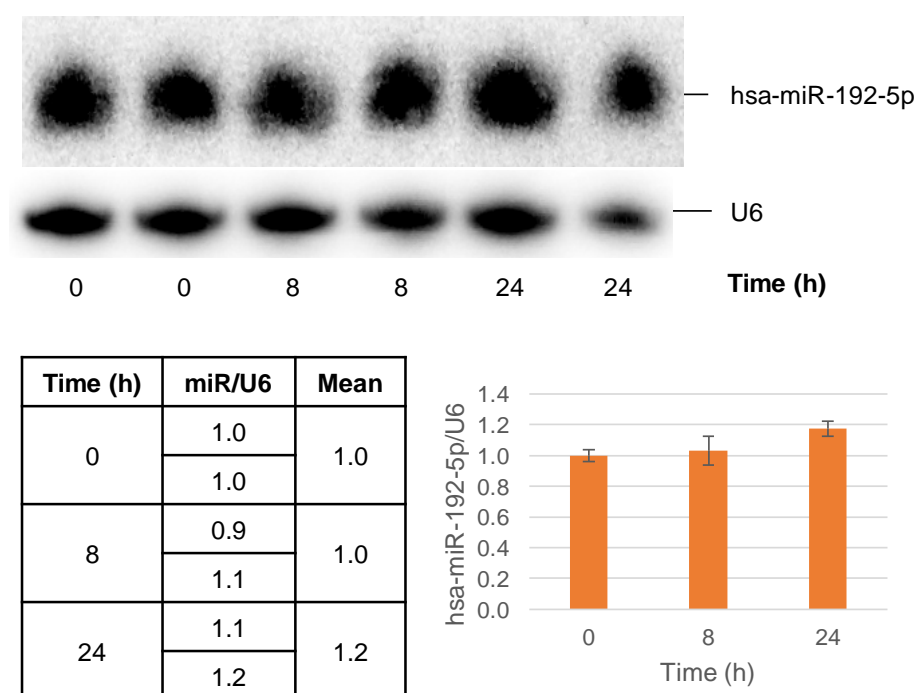 hsa-miR-192-5p
U6
0 0 8 8 24 24 Time (h)
Time (h) miR/U6 Mean
0 1.0 1.0
1.0
8 0.9 1.0
1.1
24 1.1 1.2
1.2
hsa-miR-192-5p/U6
1.4
1.2
1.0
0.8
0.6
0.4
0.2
0.0
0 8 24
Time (h)